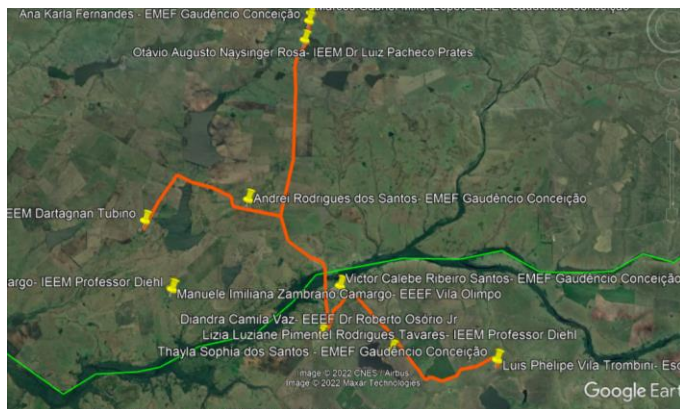 Ana Karla Fernandes - EMEF Gaudêncio Conceição
Otávio Augusto Naysinger Rosa- IEEM Dr Luiz Pacheco Prates
Andrei Rodrigues dos Santos- EMEF Gaudêncio Conceição
EEM Dartagnan Tubino
Victor Calebe Ribeiro Santos- EMEF Gaudêncio Conceição
argo- IEEM Professor Diehl
Manuele Imiliana Zambrano Camargo- EEEF Vila Olimpo
Diandra Camila Vaz- EEEF Dr Roberto Osório Jr
Lizia Luziane Pimentel Rodrigues Tavares- IEEM Professor Diehl
Thayla Sophia dos Santos - EMEF Gaudêncio Conceição
Luis Phelipe Vila Trombini- Esc
Image © 2022 CNES / Airbus
Image © 2022 Maxar Technologies
Google Eart